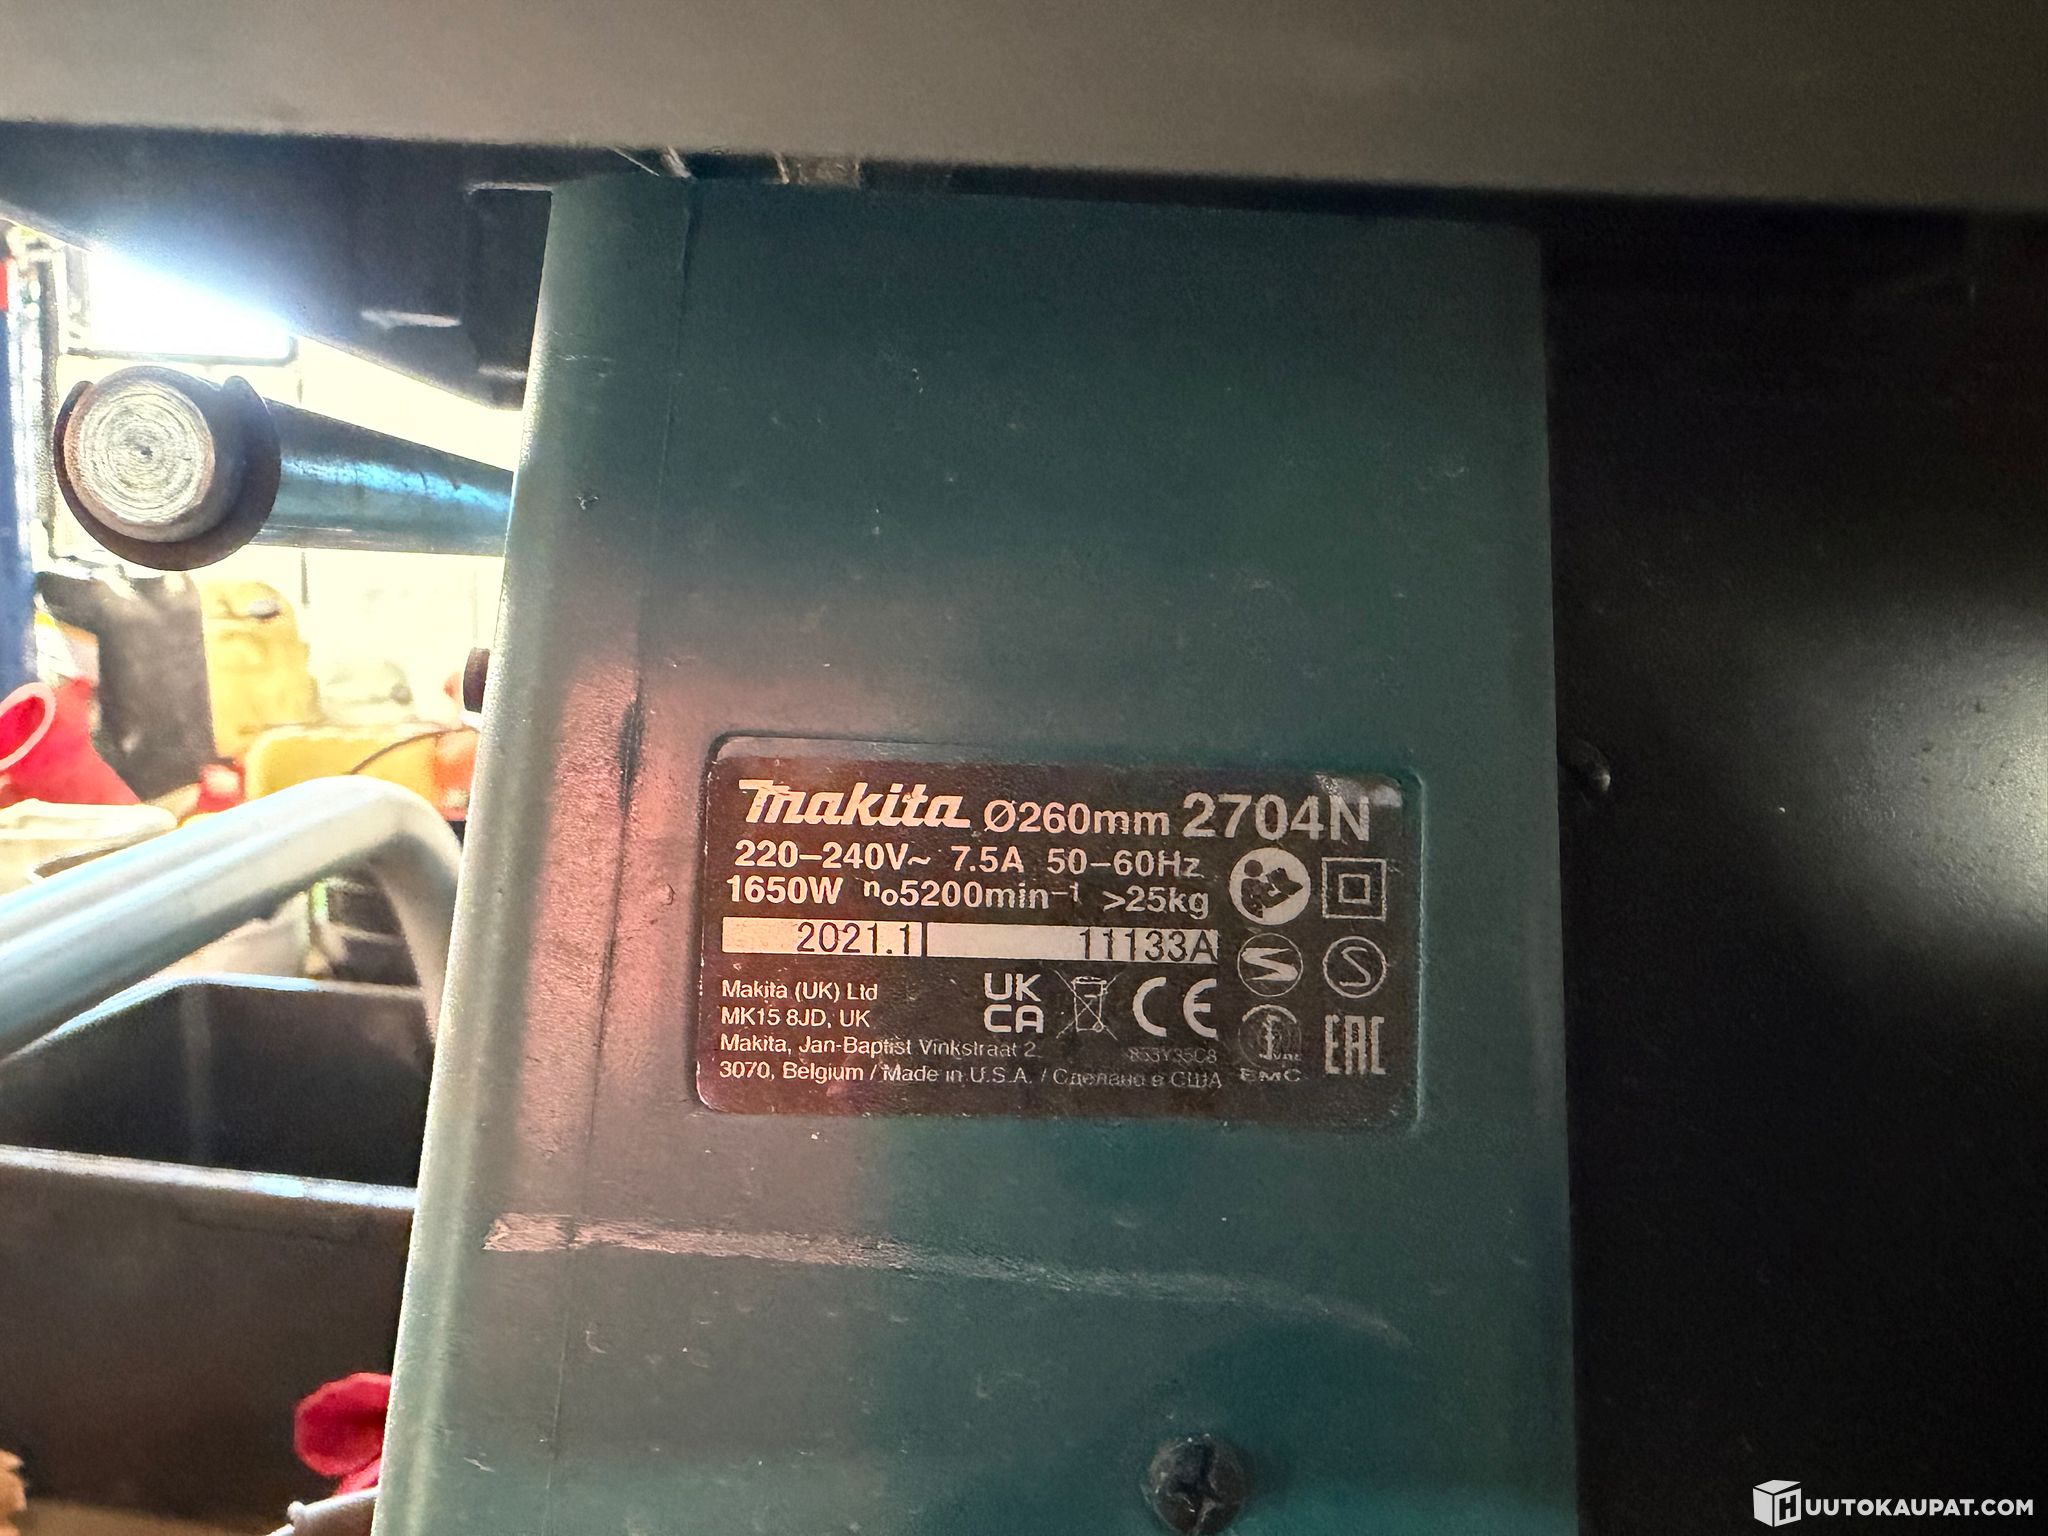 makita Ø260mm 2704N
220–240V~ 7.5A 50–60Hz
1650W n₀5200min⁻¹ >25kg
2021.1 11133A
Makita (UK) Ltd
MK15 8JD, UK
UK
CA
CE
Makita, Jan-Baptist Vinkstraat 2
853Y35C8
3070, Belgium / Made in U.S.A. / Сделано в США
EMC
EAC
HUUTOKAUPAT.COM